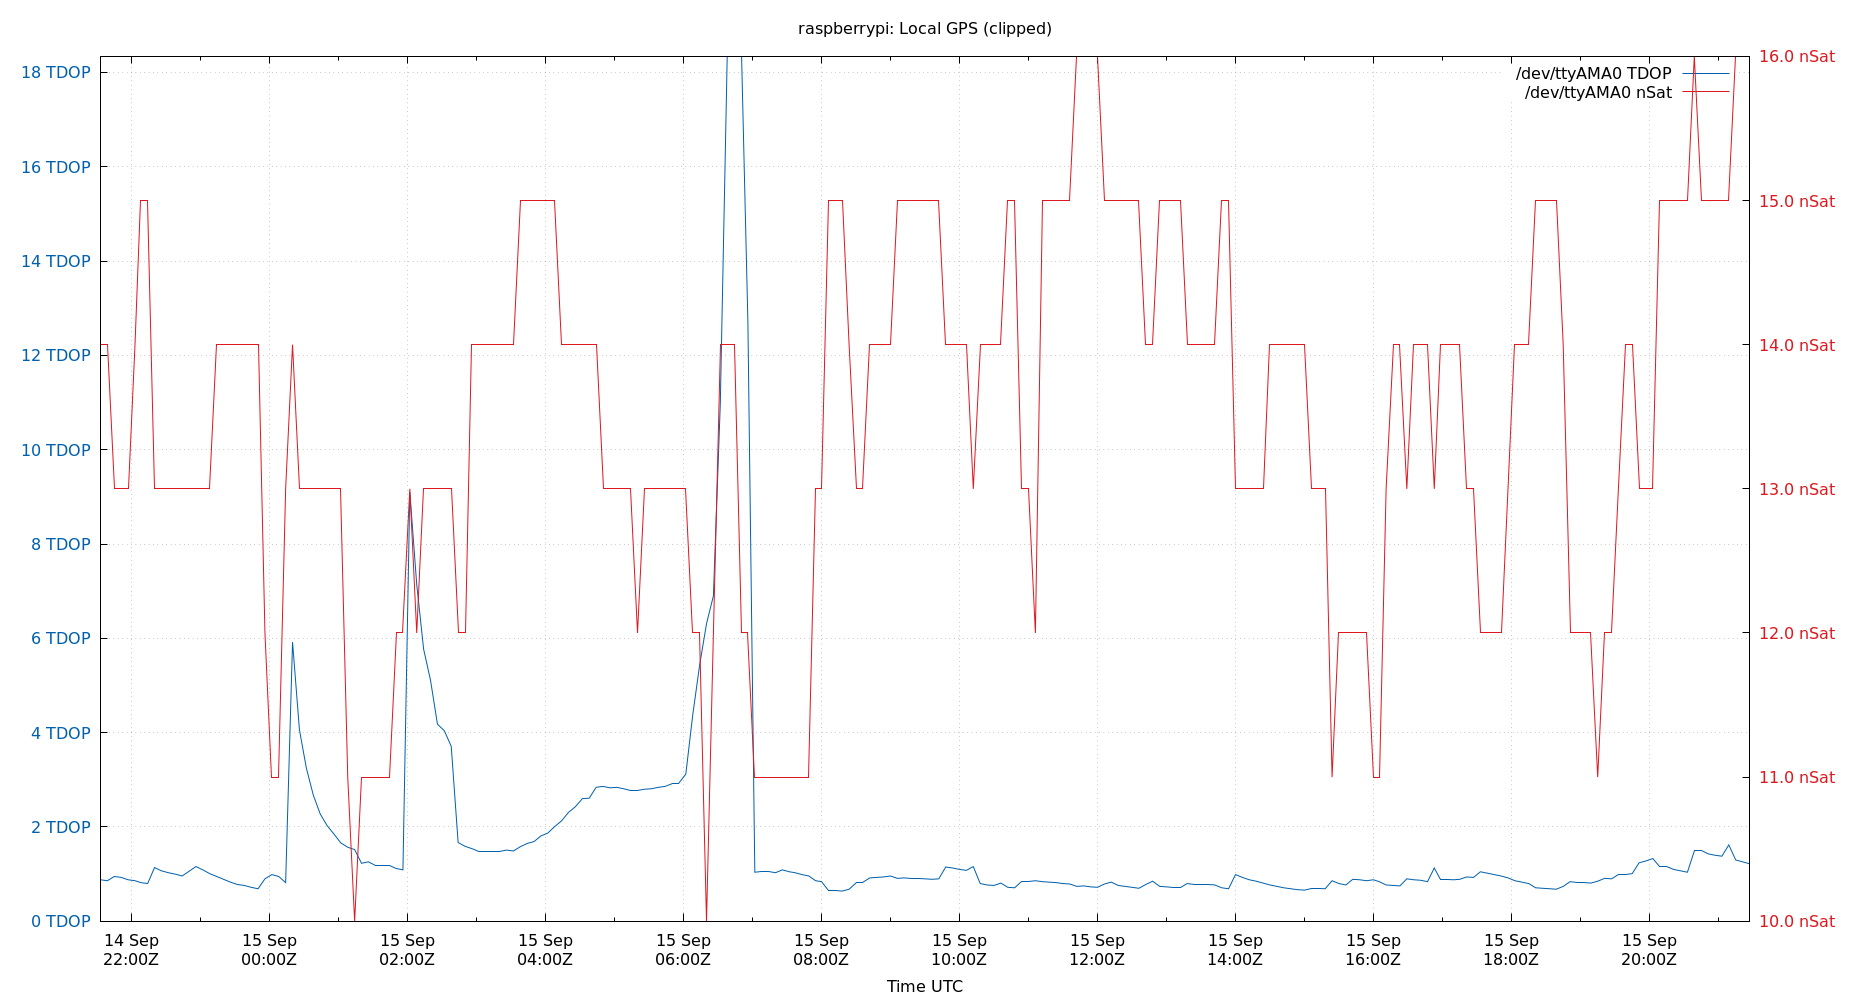 raspberrypi: Local GPS (clipped)
/dev/ttyAMA0 TDOP
/dev/ttyAMA0 nSat
18 TDOP
16 TDOP
14 TDOP
12 TDOP
10 TDOP
8 TDOP
6 TDOP
4 TDOP
2 TDOP
0 TDOP
16.0 nSat
15.0 nSat
14.0 nSat
13.0 nSat
12.0 nSat
11.0 nSat
10.0 nSat
14 Sep 15 Sep 15 Sep 15 Sep 15 Sep 15 Sep 15 Sep 15 Sep 15 Sep 15 Sep 15 Sep 15 Sep
22:00Z 00:00Z 02:00Z 04:00Z 06:00Z 08:00Z 10:00Z 12:00Z 14:00Z 16:00Z 18:00Z 20:00Z
Time UTC